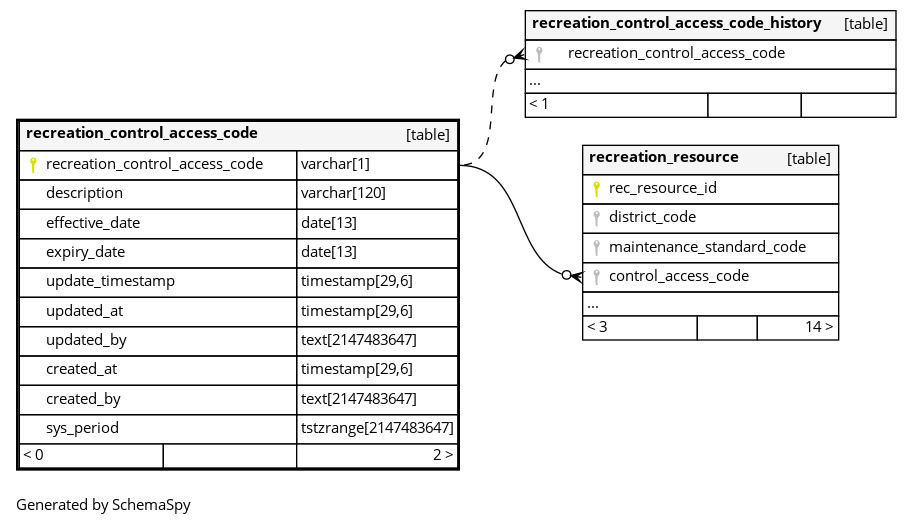 recreation_control_access_code_history [table]
recreation_control_access_code
...
< 1
recreation_control_access_code [table]
recreation_control_access_code varchar[1]
description varchar[120]
effective_date date[13]
expiry_date date[13]
update_timestamp timestamp[29,6]
updated_at timestamp[29,6]
updated_by text[2147483647]
created_at timestamp[29,6]
created_by text[2147483647]
sys_period tstzrange[2147483647]
< 0 2 >
recreation_resource [table]
rec_resource_id
district_code
maintenance_standard_code
control_access_code
...
< 3 14 >
Generated by SchemaSpy